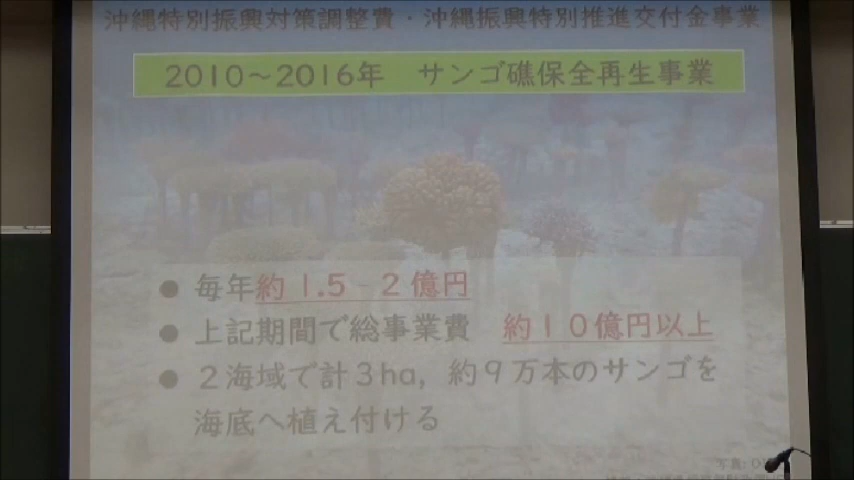 沖縄特別振興対策調整費・沖縄振興特別推進交付金事業
2010～2016年　サンゴ礁保全再生事業
● 毎年約1.5‐2億円
● 上記期間で総事業費　約10億円以上
● 2海域で計3ha，約9万本のサンゴを
海底へ植え付ける
写真: